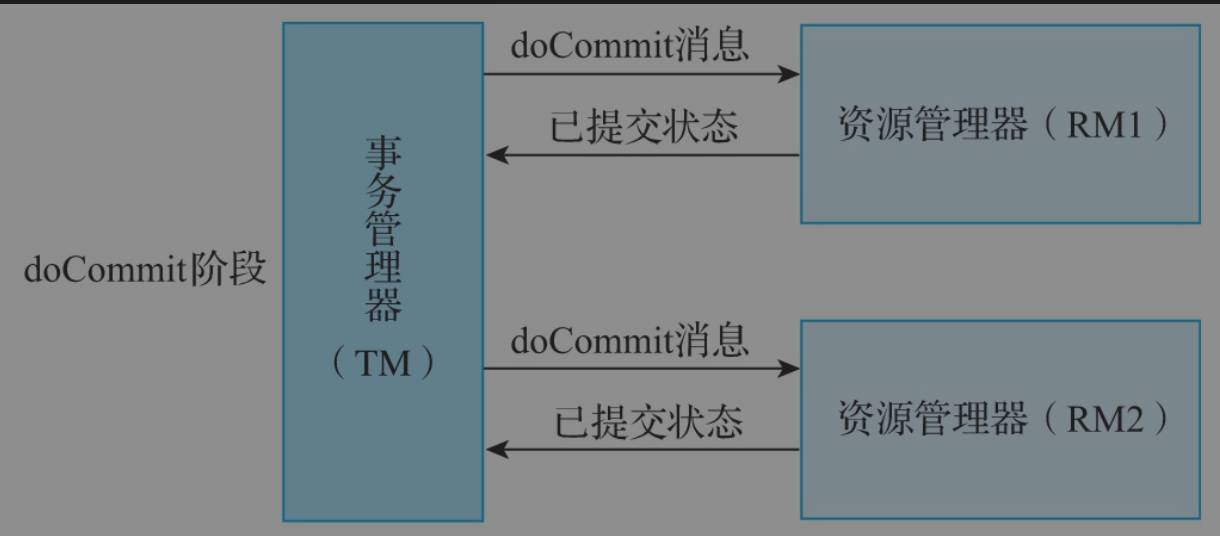 doCommit消息
已提交状态
资源管理器（RM1）
事务管理器
（TM）
doCommit阶段
doCommit消息
已提交状态
资源管理器（RM2）